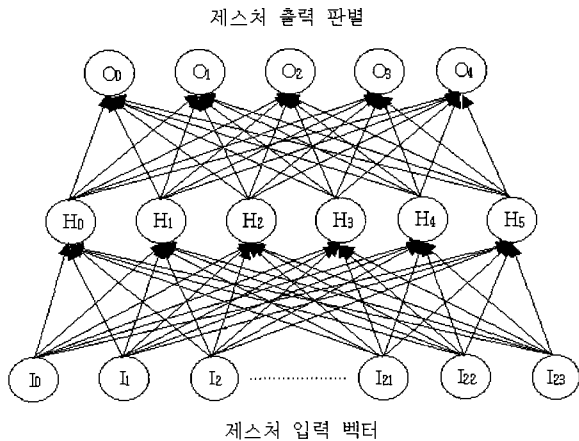 제스처 출력 판별
O0 O1 O2 O3 O4
H0 H1 H2 H3 H4 H5
I0 I1 I2 I21 I22 I23
제스처 입력 벡터